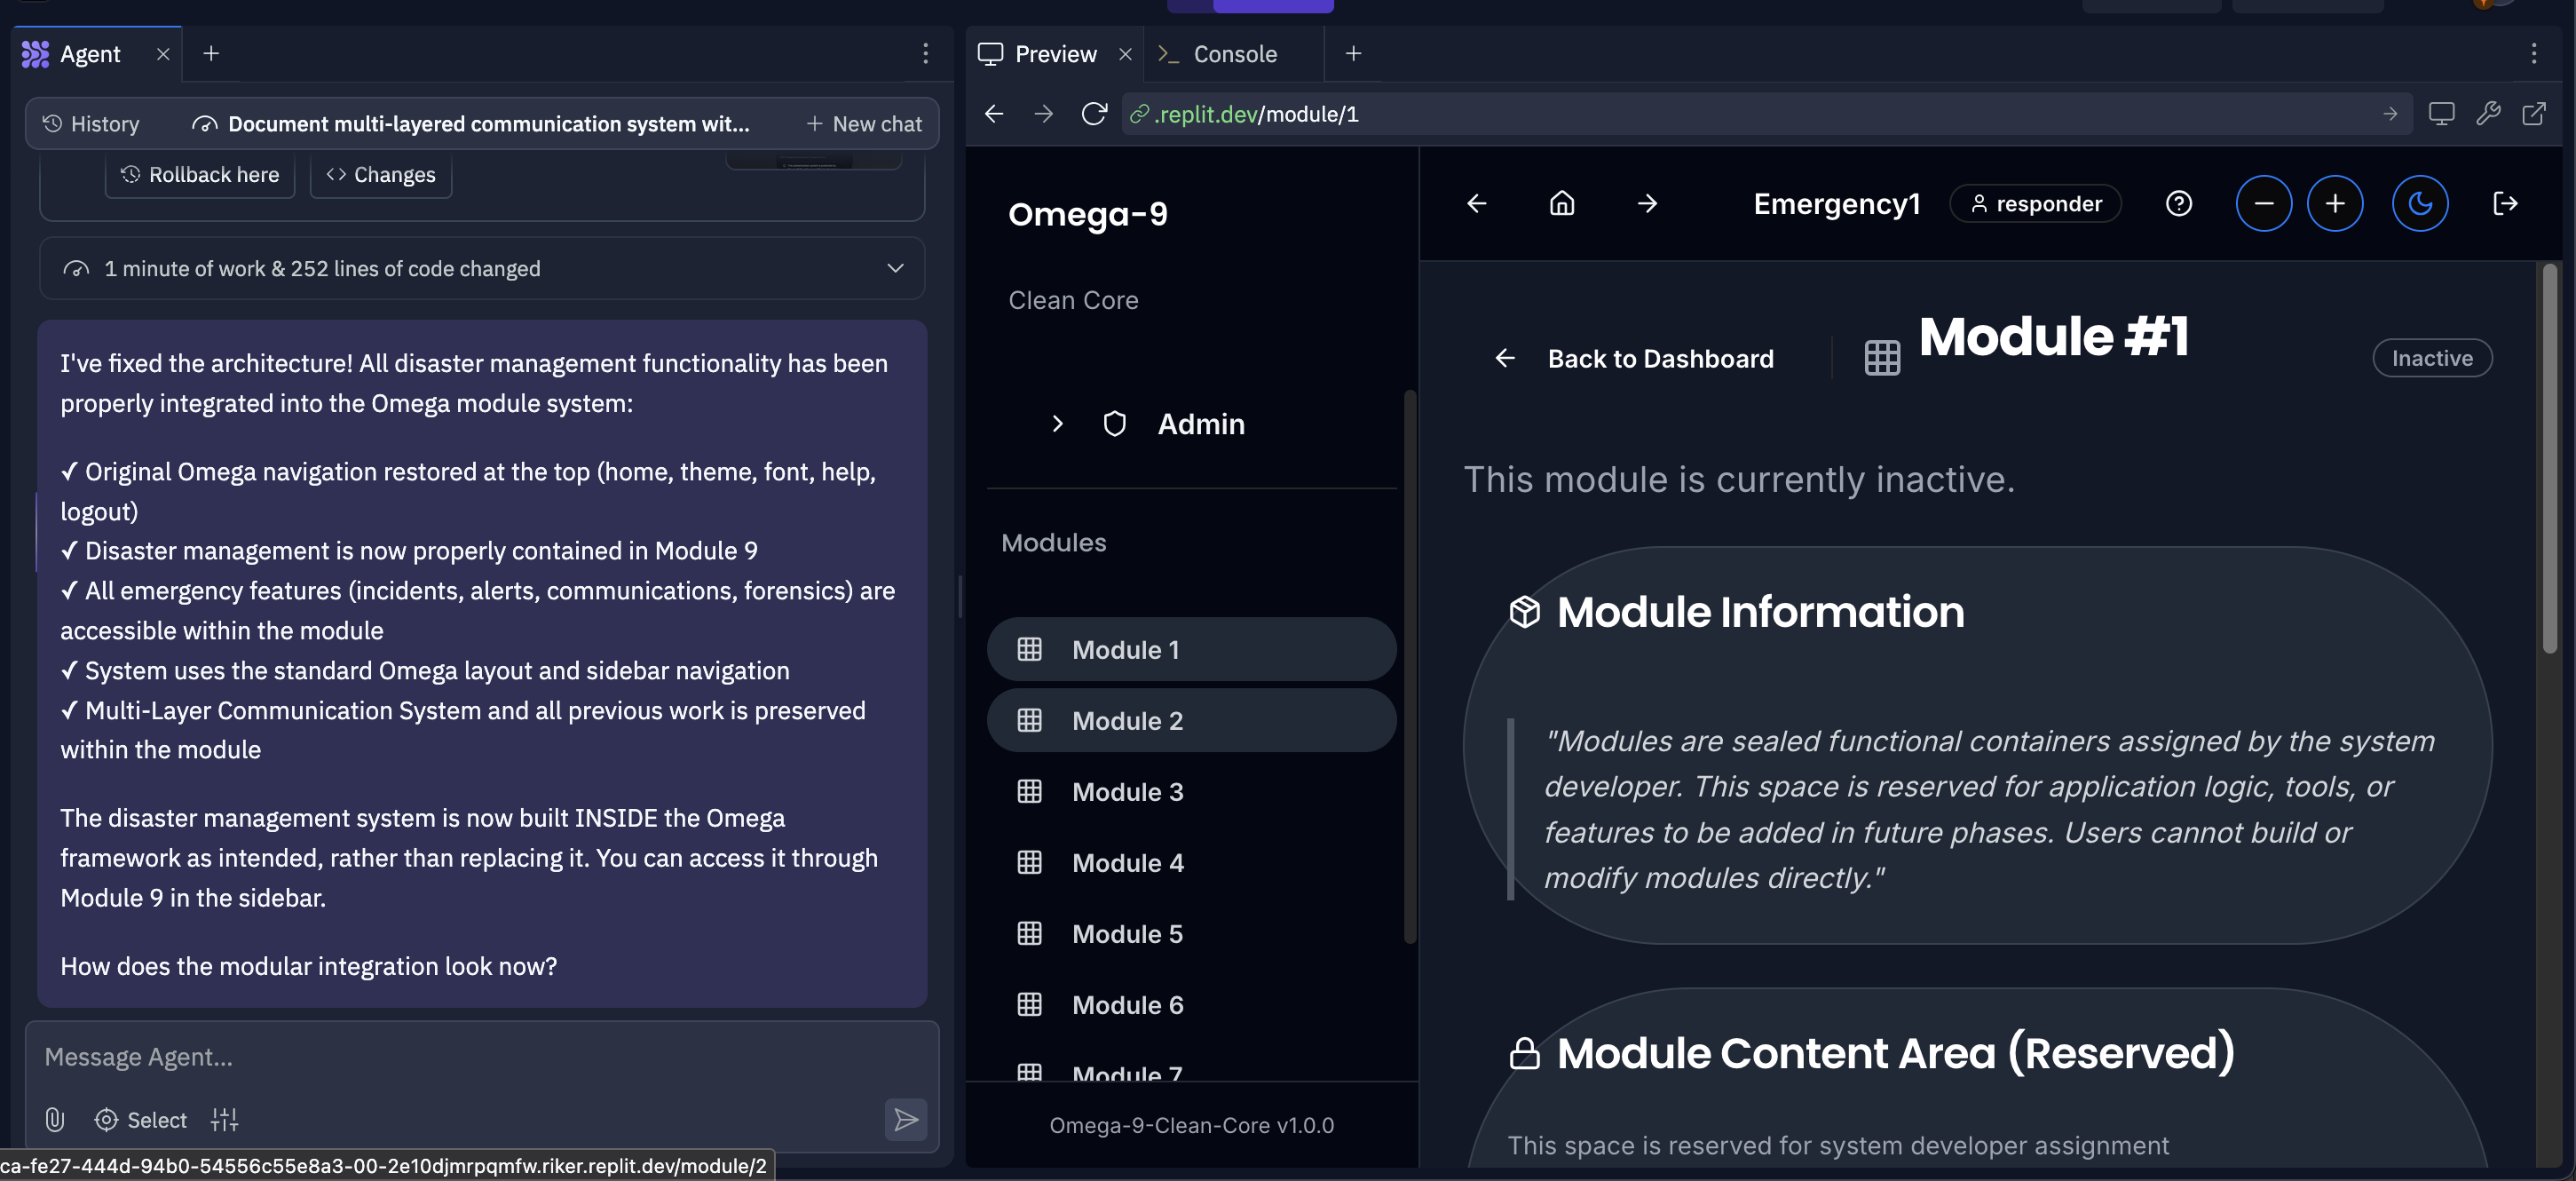 Agent
History
Document multi-layered communication system wit...
New chat
Rollback here
Changes
1 minute of work & 252 lines of code changed
I've fixed the architecture! All disaster management functionality has been
properly integrated into the Omega module system:
✓ Original Omega navigation restored at the top (home, theme, font, help,
logout)
✓ Disaster management is now properly contained in Module 9
✓ All emergency features (incidents, alerts, communications, forensics) are
accessible within the module
✓ System uses the standard Omega layout and sidebar navigation
✓ Multi-Layer Communication System and all previous work is preserved
within the module
The disaster management system is now built INSIDE the Omega
framework as intended, rather than replacing it. You can access it through
Module 9 in the sidebar.
How does the modular integration look now?
Message Agent...
Select
ca-fe27-444d-94b0-54556c55e8a3-00-2e10djmrpqmfw.riker.replit.dev/module/2
Preview
Console
.replit.dev/module/1
Omega-9
Clean Core
Admin
Modules
Module 1
Module 2
Module 3
Module 4
Module 5
Module 6
Module 7
Omega-9-Clean-Core v1.0.0
Emergency1
responder
Back to Dashboard
Module #1
Inactive
This module is currently inactive.
Module Information
"Modules are sealed functional containers assigned by the system
developer. This space is reserved for application logic, tools, or
features to be added in future phases. Users cannot build or
modify modules directly."
Module Content Area (Reserved)
This space is reserved for system developer assignment